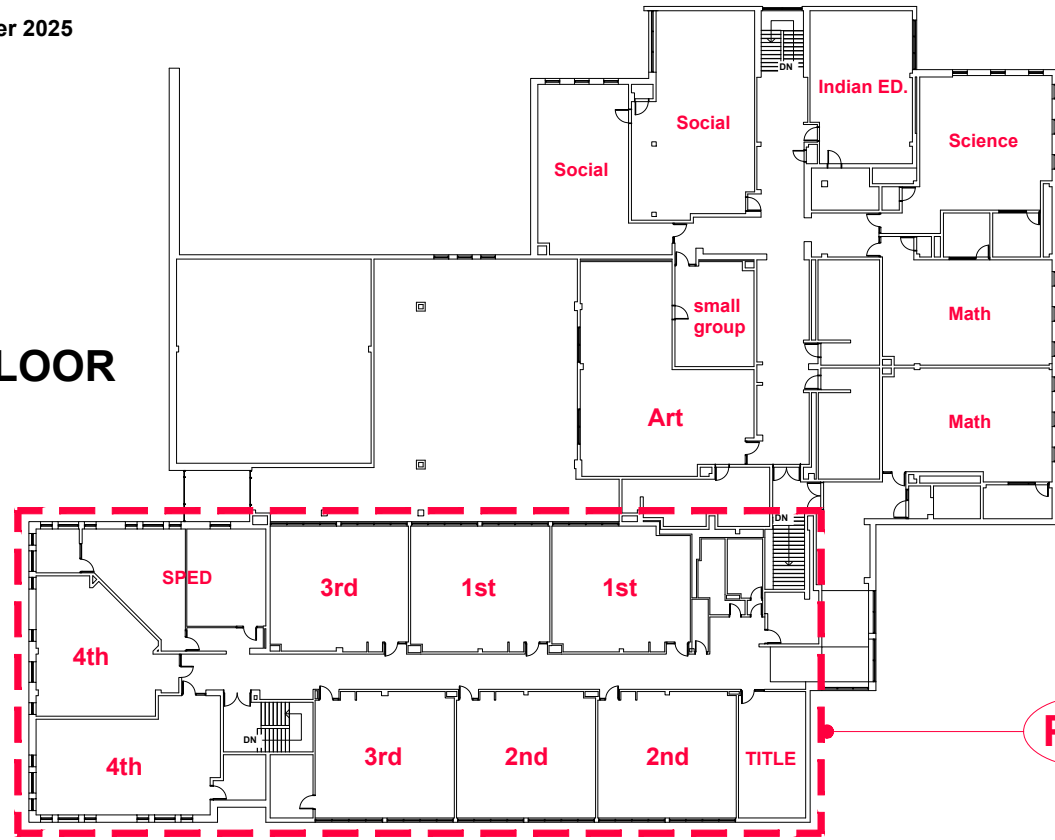 er 2025
DN
Indian ED.
Social
Science
Social
small
group
Math
LOOR
Art
Math
DN
SPED
3rd
1st
1st
4th
DN
4th
3rd
2nd
2nd
TITLE